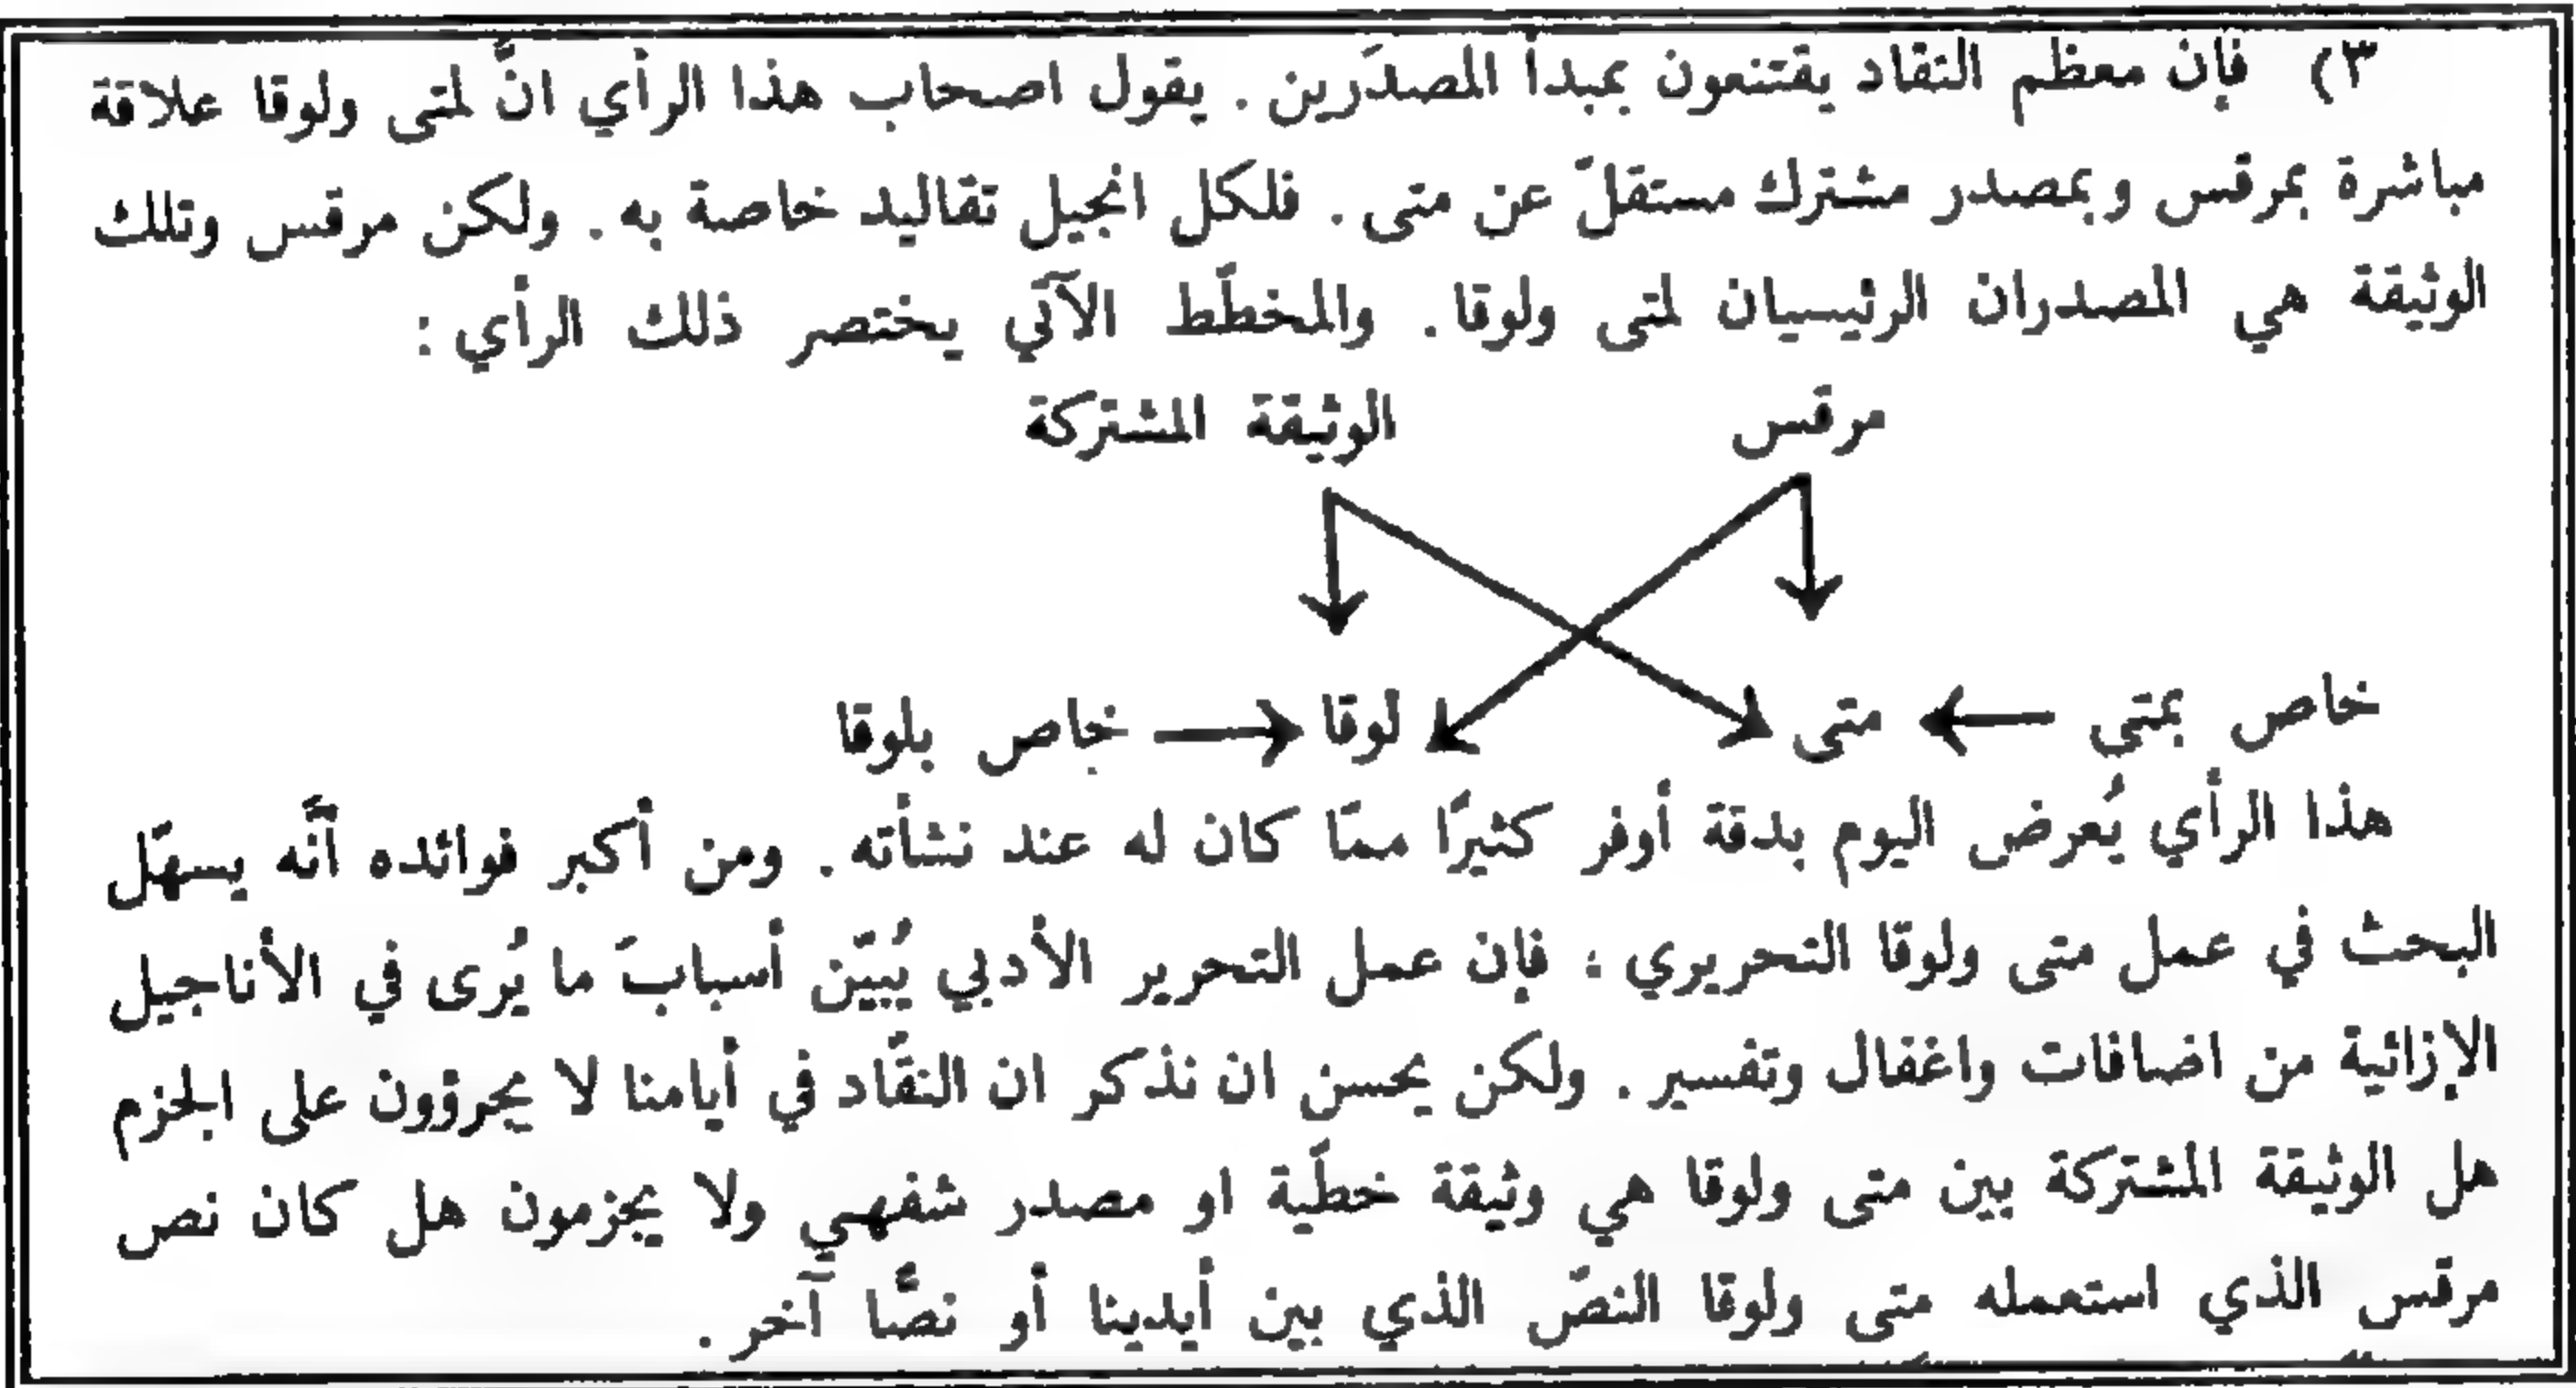 ٣) فإن معظم النقاد يقتنعون بمبدأ المصدَرين . يقول اصحاب هذا الرأي انَّ لمتى ولوقا علاقة
مباشرة بمرقس وبمصدر مشترك مستقلّ عن متى . فلكل انجيل تقاليد خاصة به . ولكن مرقس وتلك
الوثيقة هي المصدران الرئيسيان لمتى ولوقا . والمخطَّط الآتي يختصر ذلك الرأي :
مرقس الوثيقة المشتركة
خاص بمتى ← متى لوقا → خاص بلوقا
هذا الرأي يُعرض اليوم بدقة أوفر كثيرًا ممّا كان له عند نشأته . ومن أكبر فوائده أنَّه يسهّل
البحث في عمل متى ولوقا التحريري ؛ فإن عمل التحرير الأدبي يُبيّن أسبابَ ما يُرى في الأناجيل
الإزائية من اضافات واغفال وتفسير . ولكن يحسن ان نذكر ان النقّاد في أيامنا لا يجرؤون على الجزم
هل الوثيقة المشتركة بين متى ولوقا هي وثيقة خطّية او مصدر شفهي ولا يجزمون هل كان نص
مرقس الذي استعمله متى ولوقا النصّ الذي بين أيدينا أو نصًّا آخر .